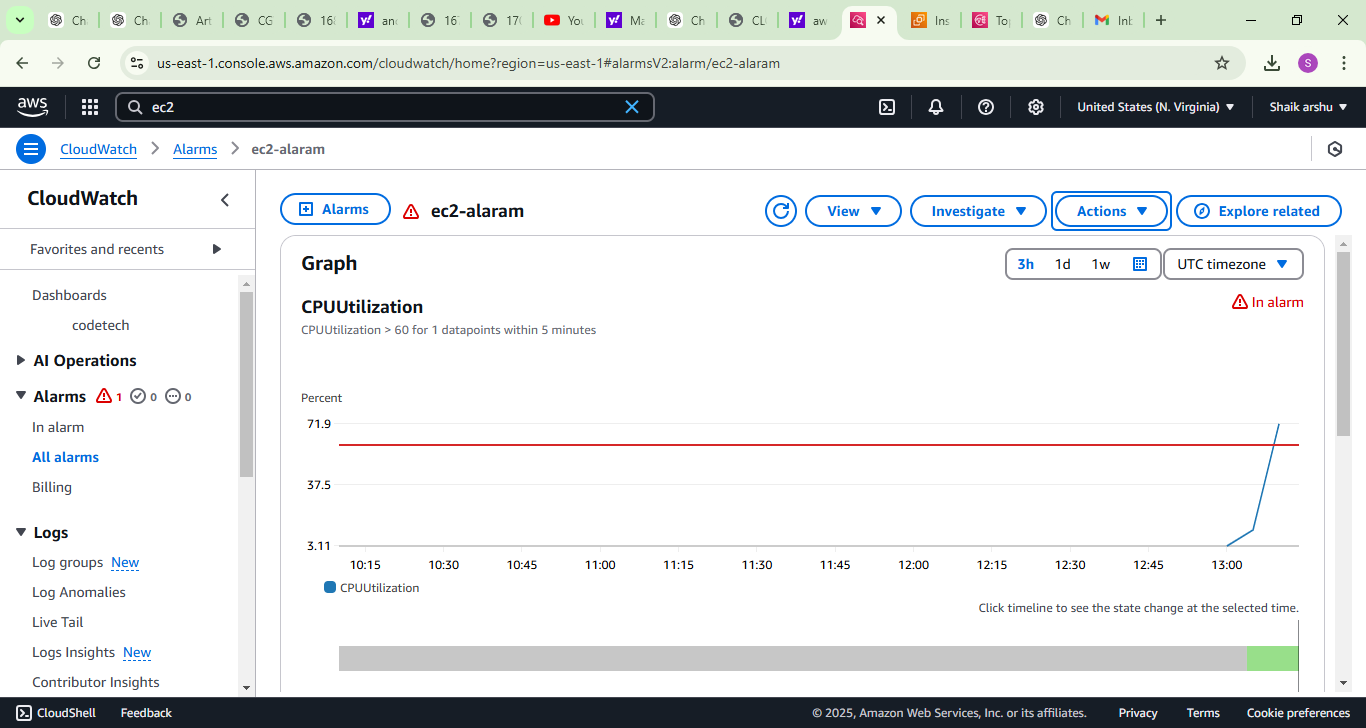 Ch
Ch
Art
CG
16
and
16
170
You
Ma
Ch
CL
aw
Ins
Top
Ch
Inb
us-east-1.console.aws.amazon.com/cloudwatch/home?region=us-east-1#alarmsV2:alarm/ec2-alaram
S
aws
ec2
United States (N. Virginia)
Shaik arshu
CloudWatch
Alarms
ec2-alaram
CloudWatch
Favorites and recents
Dashboards
codetech
AI Operations
Alarms 1 0 0
In alarm
All alarms
Billing
Logs
Log groups New
Log Anomalies
Live Tail
Logs Insights New
Contributor Insights
Alarms
ec2-alaram
View
Investigate
Actions
Explore related
Graph
3h 1d 1w
UTC timezone
CPUUtilization
In alarm
CPUUtilization > 60 for 1 datapoints within 5 minutes
Percent
71.9
37.5
3.11
10:15 10:30 10:45 11:00 11:15 11:30 11:45 12:00 12:15 12:30 12:45 13:00
CPUUtilization
Click timeline to see the state change at the selected time.
CloudShell Feedback © 2025, Amazon Web Services, Inc. or its affiliates. Privacy Terms Cookie preferences